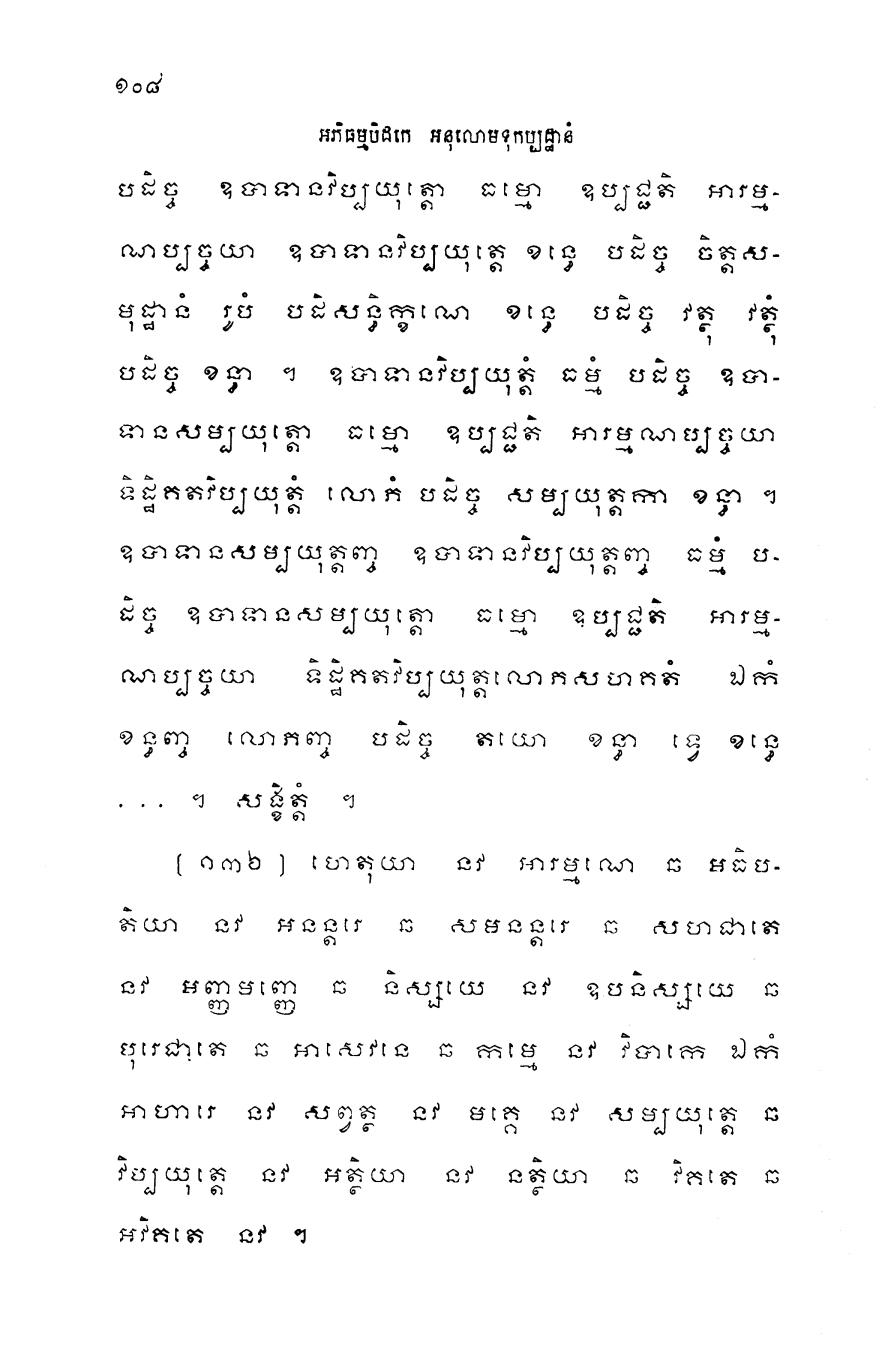 ១០៨
អភិធម្មបិដកេ អនុលោមទុកប្បដ្ឋានំ
បដិច្ច ឧបាទានវិប្បយុត្តោ ធម្មោ ឧប្បជ្ជតិ អារម្ម-
ណប្បច្ចយា ឧបាទានវិប្បយុត្តេ ខន្ធេ បដិច្ច ចិត្តស-
មុដ្ឋានំ រូបំ បដិសន្ធិក្ខណេ ខន្ធេ បដិច្ច វត្ថុ វត្ថុំ
បដិច្ច ខន្ធា ។ ឧបាទានវិប្បយុត្តំ ធម្មំ បដិច្ច ឧបា-
ទានសម្បយុត្តោ ធម្មោ ឧប្បជ្ជតិ អារម្មណប្បច្ចយា
ទិដ្ឋិគតវិប្បយុត្តំ លោភំ បដិច្ច សម្បយុត្តកា ខន្ធា ។
ឧបាទានសម្បយុត្តញ្ច ឧបាទានវិប្បយុត្តញ្ច ធម្មំ ប-
ដិច្ច ឧបាទានសម្បយុត្តោ ធម្មោ ឧប្បជ្ជតិ អារម្ម-
ណប្បច្ចយា ទិដ្ឋិគតវិប្បយុត្តលោភសហគតំ ឯកំ
ខន្ធញ្ច លោភញ្ច បដិច្ច តយោ ខន្ធា ទ្វេ ខន្ធេ
... ។ សង្ខិត្តំ ។
[ ១៣២ ] ហេតុយា នវ អារម្មណេ ឆ អធិប-
តិយា នវ អនន្តរេ ឆ សមនន្តរេ ឆ សហជាតេ
នវ អញ្ញមញ្ញេ ឆ និស្សយេ នវ ឧបនិស្សយេ ឆ
បុរេជាតេ ឆ អាសេវនេ ឆ កម្មេ នវ វិបាកេ ឯកំ
អាហារេ នវ សព្វត្ថ នវ មគ្គេ នវ សម្បយុត្តេ ឆ
វិប្បយុត្តេ នវ អត្ថិយា នវ នត្ថិយា ឆ វិគតេ ឆ
អវិគតេ នវ ។